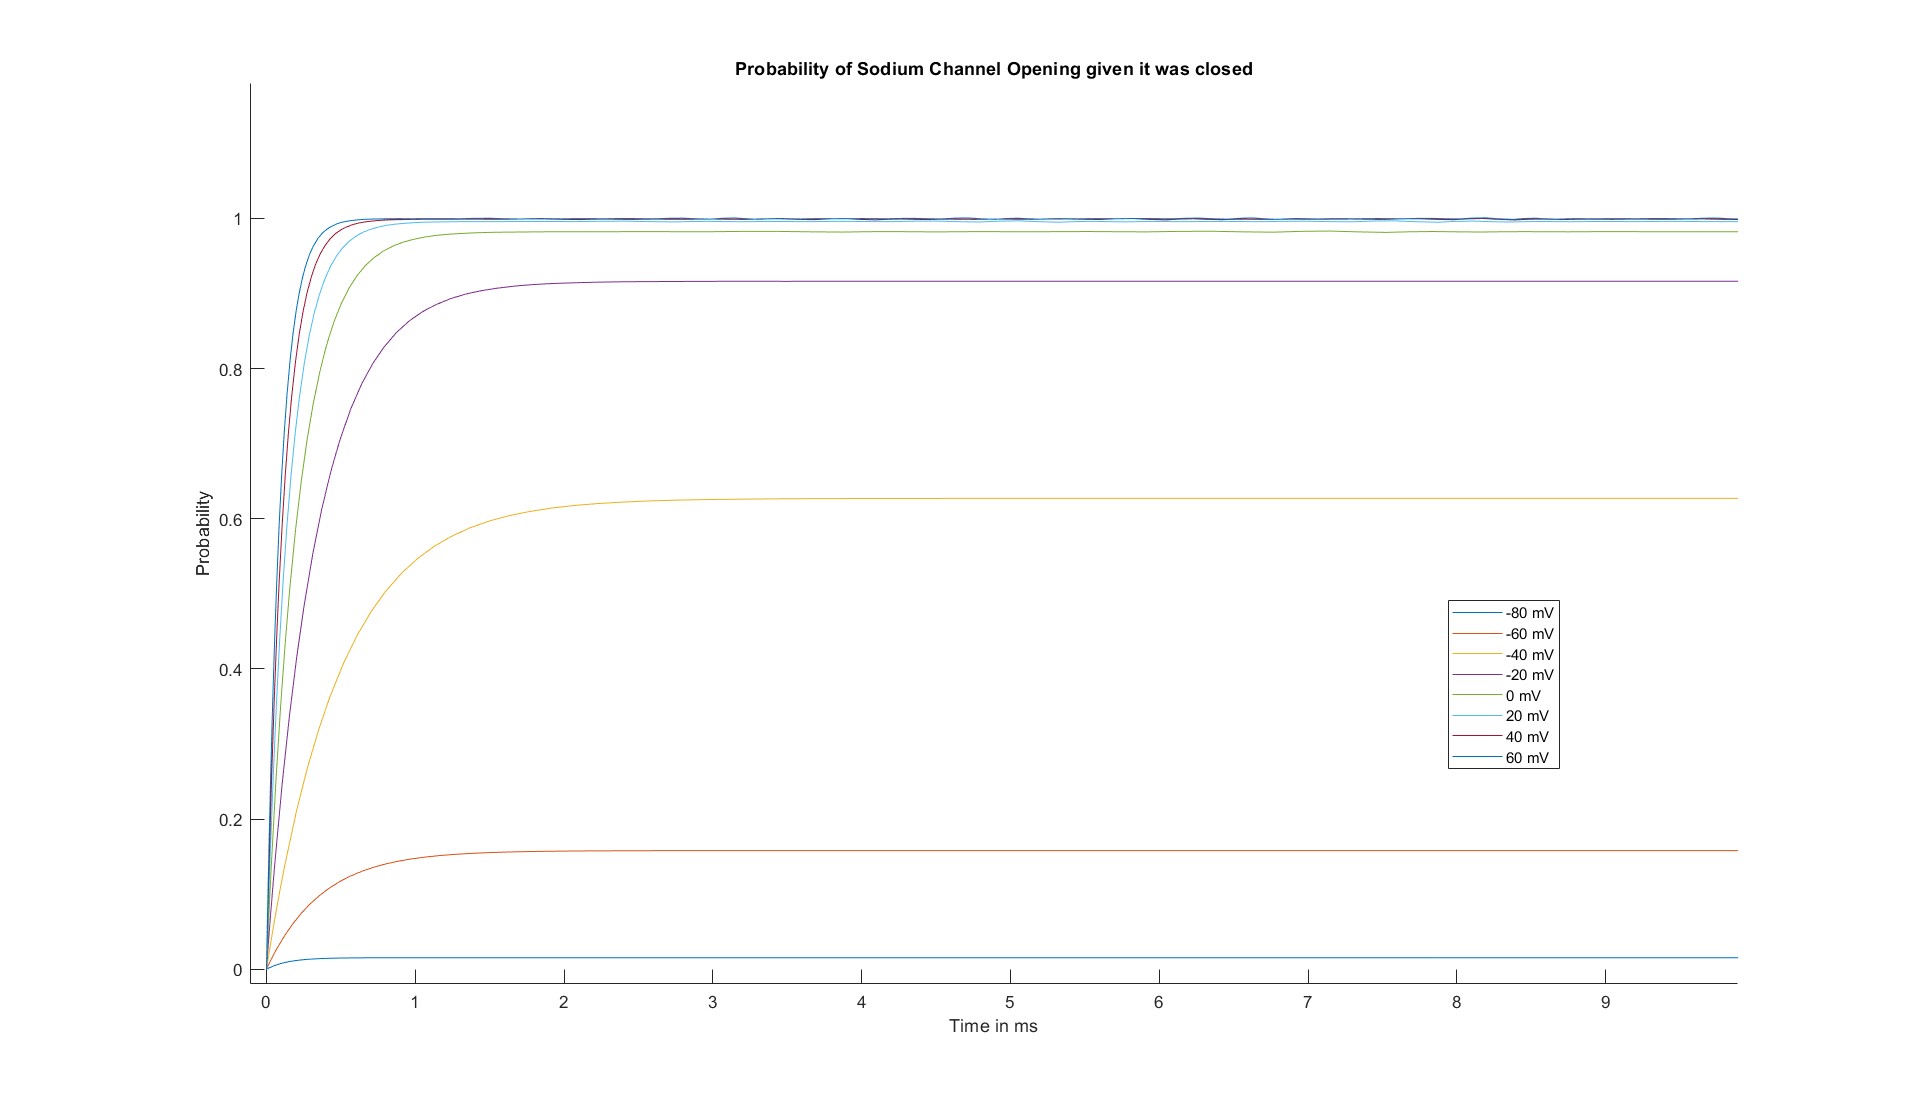 Probability of Sodium Channel Opening given it was closed
1
0.8
0.6
0.4
0.2
0
Probability
-80 mV
-60 mV
-40 mV
-20 mV
0 mV
20 mV
40 mV
60 mV
0 1 2 3 4 5 6 7 8 9
Time in ms